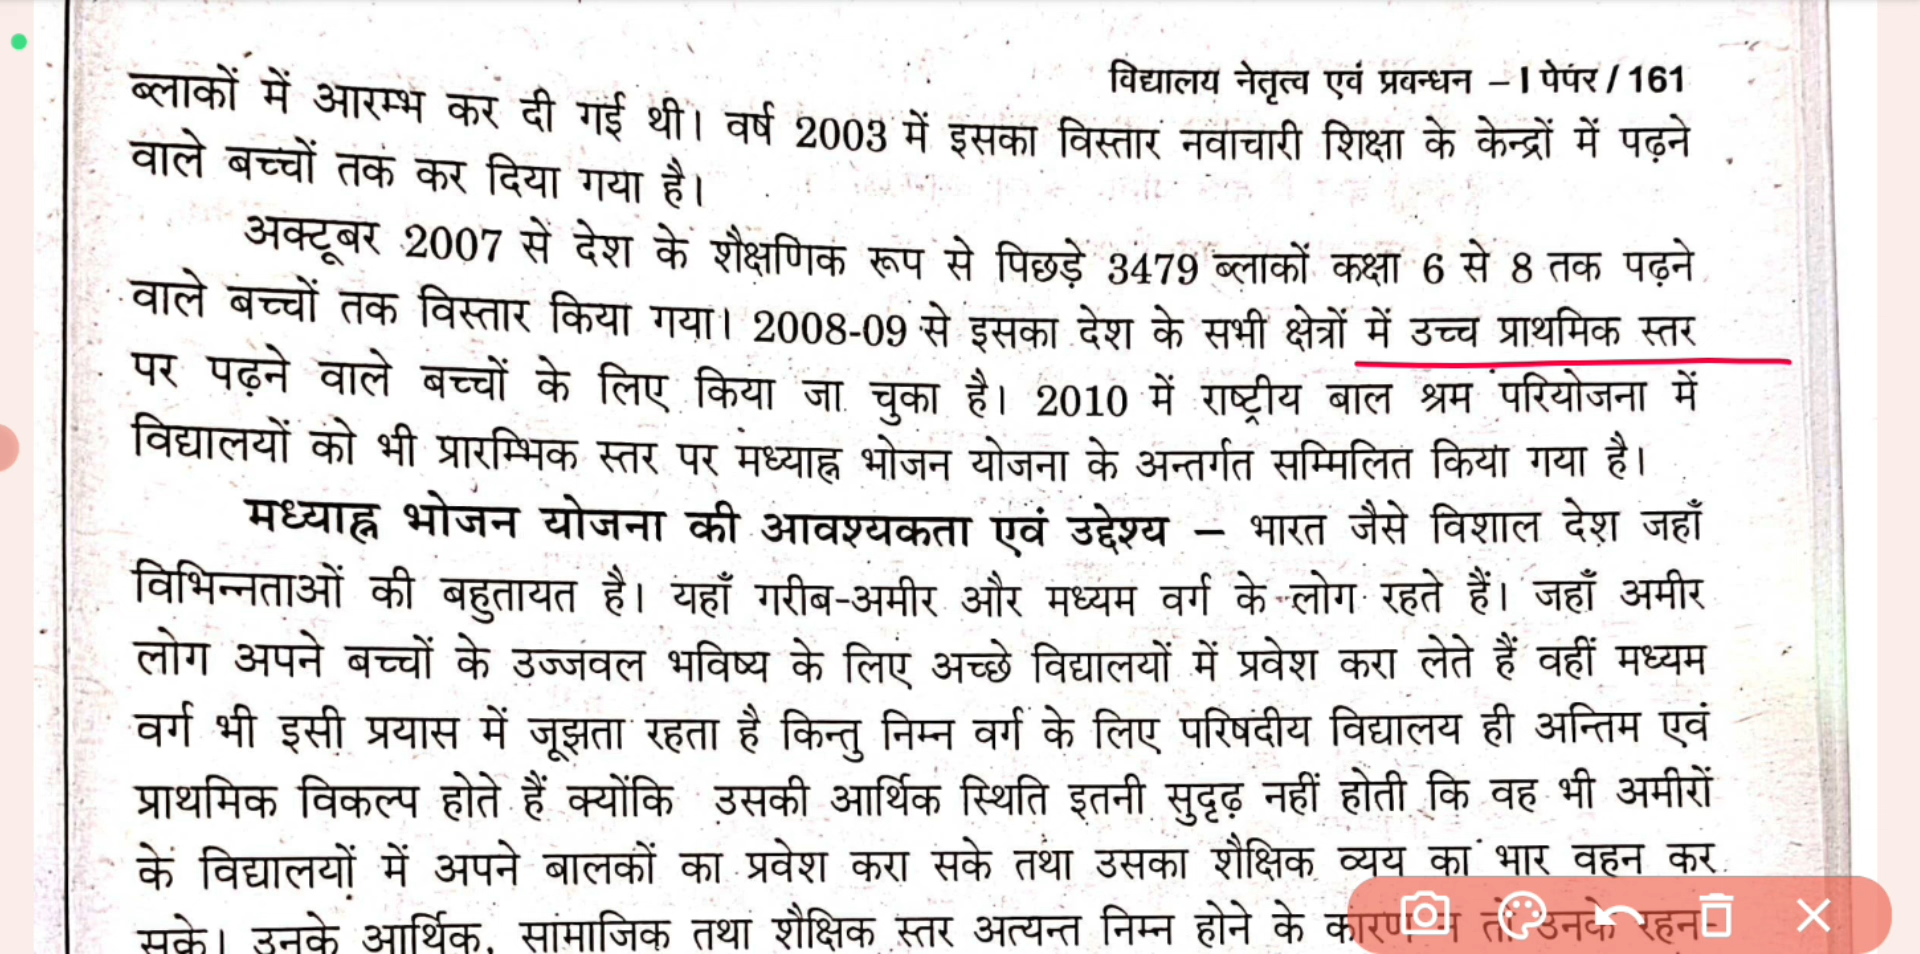 विद्यालय नेतृत्व एवं प्रबन्धन – I पेपर / 161
ब्लाकों में आरम्भ कर दी गई थी। वर्ष 2003 में इसका विस्तार नवाचारी शिक्षा के केन्द्रों में पढ़ने
वाले बच्चों तक कर दिया गया है।
अक्टूबर 2007 से देश के शैक्षणिक रूप से पिछड़े 3479 ब्लाकों कक्षा 6 से 8 तक पढ़ने
वाले बच्चों तक विस्तार किया गया। 2008-09 से इसका देश के सभी क्षेत्रों में उच्च प्राथमिक स्तर
पर पढ़ने वाले बच्चों के लिए किया जा चुका है। 2010 में राष्ट्रीय बाल श्रम परियोजना में
विद्यालयों को भी प्रारम्भिक स्तर पर मध्याह्न भोजन योजना के अन्तर्गत सम्मिलित किया गया है।
मध्याह्न भोजन योजना की आवश्यकता एवं उद्देश्य – भारत जैसे विशाल देश जहाँ
विभिन्नताओं की बहुतायत है। यहाँ गरीब-अमीर और मध्यम वर्ग के लोग रहते हैं। जहाँ अमीर
लोग अपने बच्चों के उज्जवल भविष्य के लिए अच्छे विद्यालयों में प्रवेश करा लेते हैं वहीं मध्यम
वर्ग भी इसी प्रयास में जूझता रहता है किन्तु निम्न वर्ग के लिए परिषदीय विद्यालय ही अन्तिम एवं
प्राथमिक विकल्प होते हैं क्योंकि उसकी आर्थिक स्थिति इतनी सुदृढ़ नहीं होती कि वह भी अमीरों
के विद्यालयों में अपने बालकों का प्रवेश करा सके तथा उसका शैक्षिक व्यय का भार वहन कर
सके। उनके आर्थिक, सामाजिक तथा शैक्षिक स्तर अत्यन्त निम्न होने के कारण न तो उनके रहन-